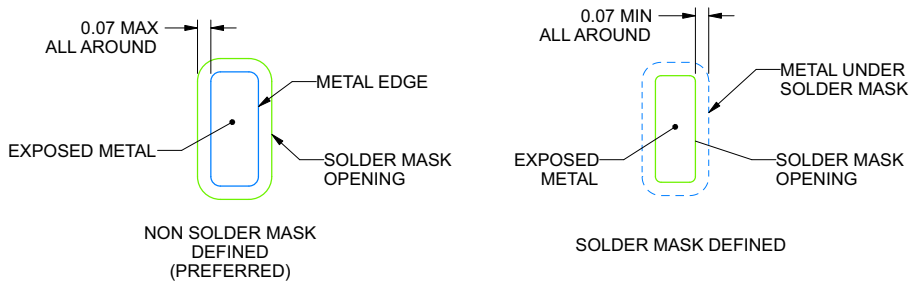 0.07 MAX
ALL AROUND
METAL EDGE
EXPOSED METAL
SOLDER MASK
OPENING
NON SOLDER MASK
DEFINED
(PREFERRED)
0.07 MIN
ALL AROUND
METAL UNDER
SOLDER MASK
EXPOSED
METAL
SOLDER MASK
OPENING
SOLDER MASK DEFINED